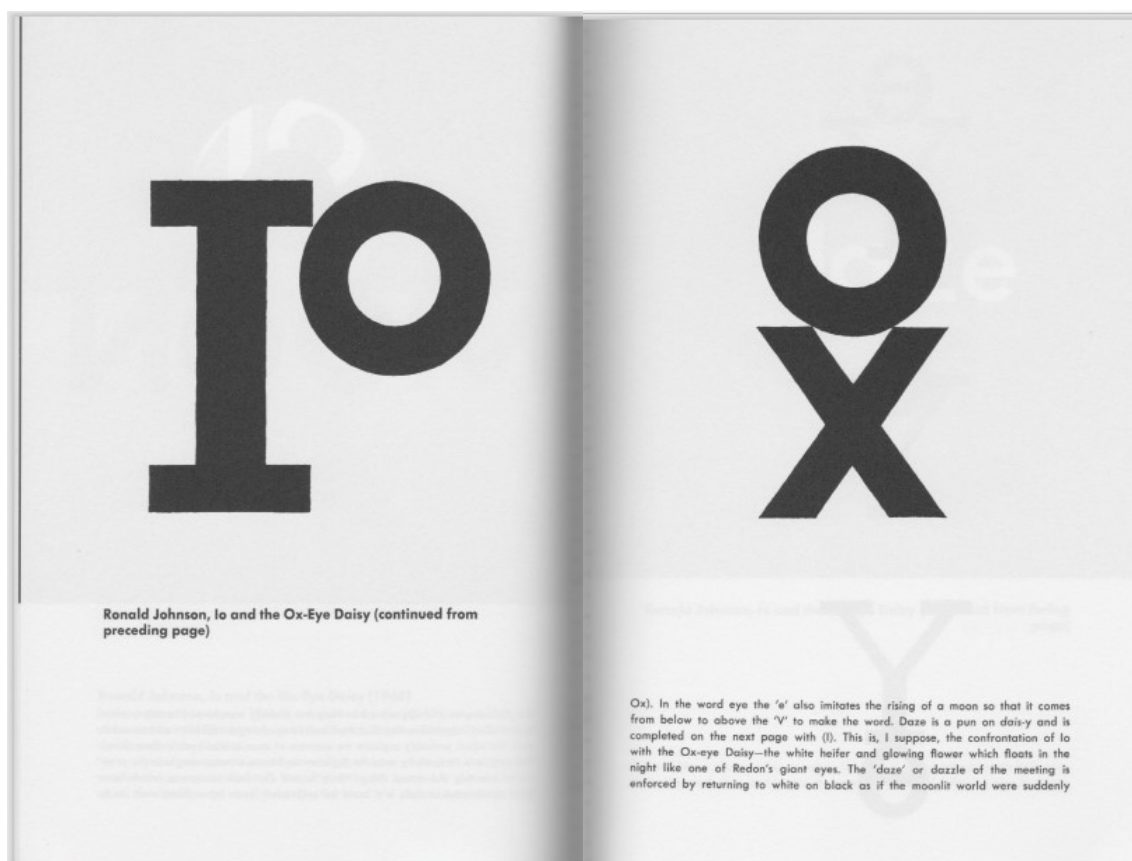 Io
Ronald Johnson, Io and the Ox-Eye Daisy (continued from
preceding page)
O
X
Ox). In the word eye the 'e' also imitates the rising of a moon so that it comes
from below to above the 'V' to make the word. Daze is a pun on dais-y and is
completed on the next page with (I). This is, I suppose, the confrontation of Io
with the Ox-eye Daisy—the white heifer and glowing flower which floats in the
night like one of Redon's giant eyes. The 'daze' or dazzle of the meeting is
enforced by returning to white on black as if the moonlit world were suddenly